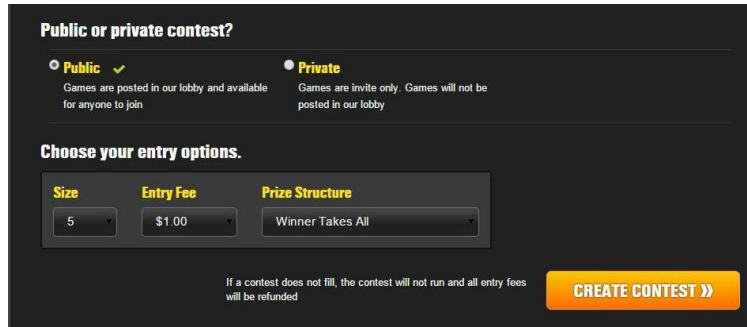 Public or private contest?
Public
Private
Games are posted in our lobby and available
for anyone to join
Games are invite only. Games will not be
posted in our lobby
Choose your entry options.
Size
Entry Fee
Prize Structure
5
$1.00
Winner Takes All
If a contest does not fill, the contest will not run and all entry fees
will be refunded
CREATE CONTEST »